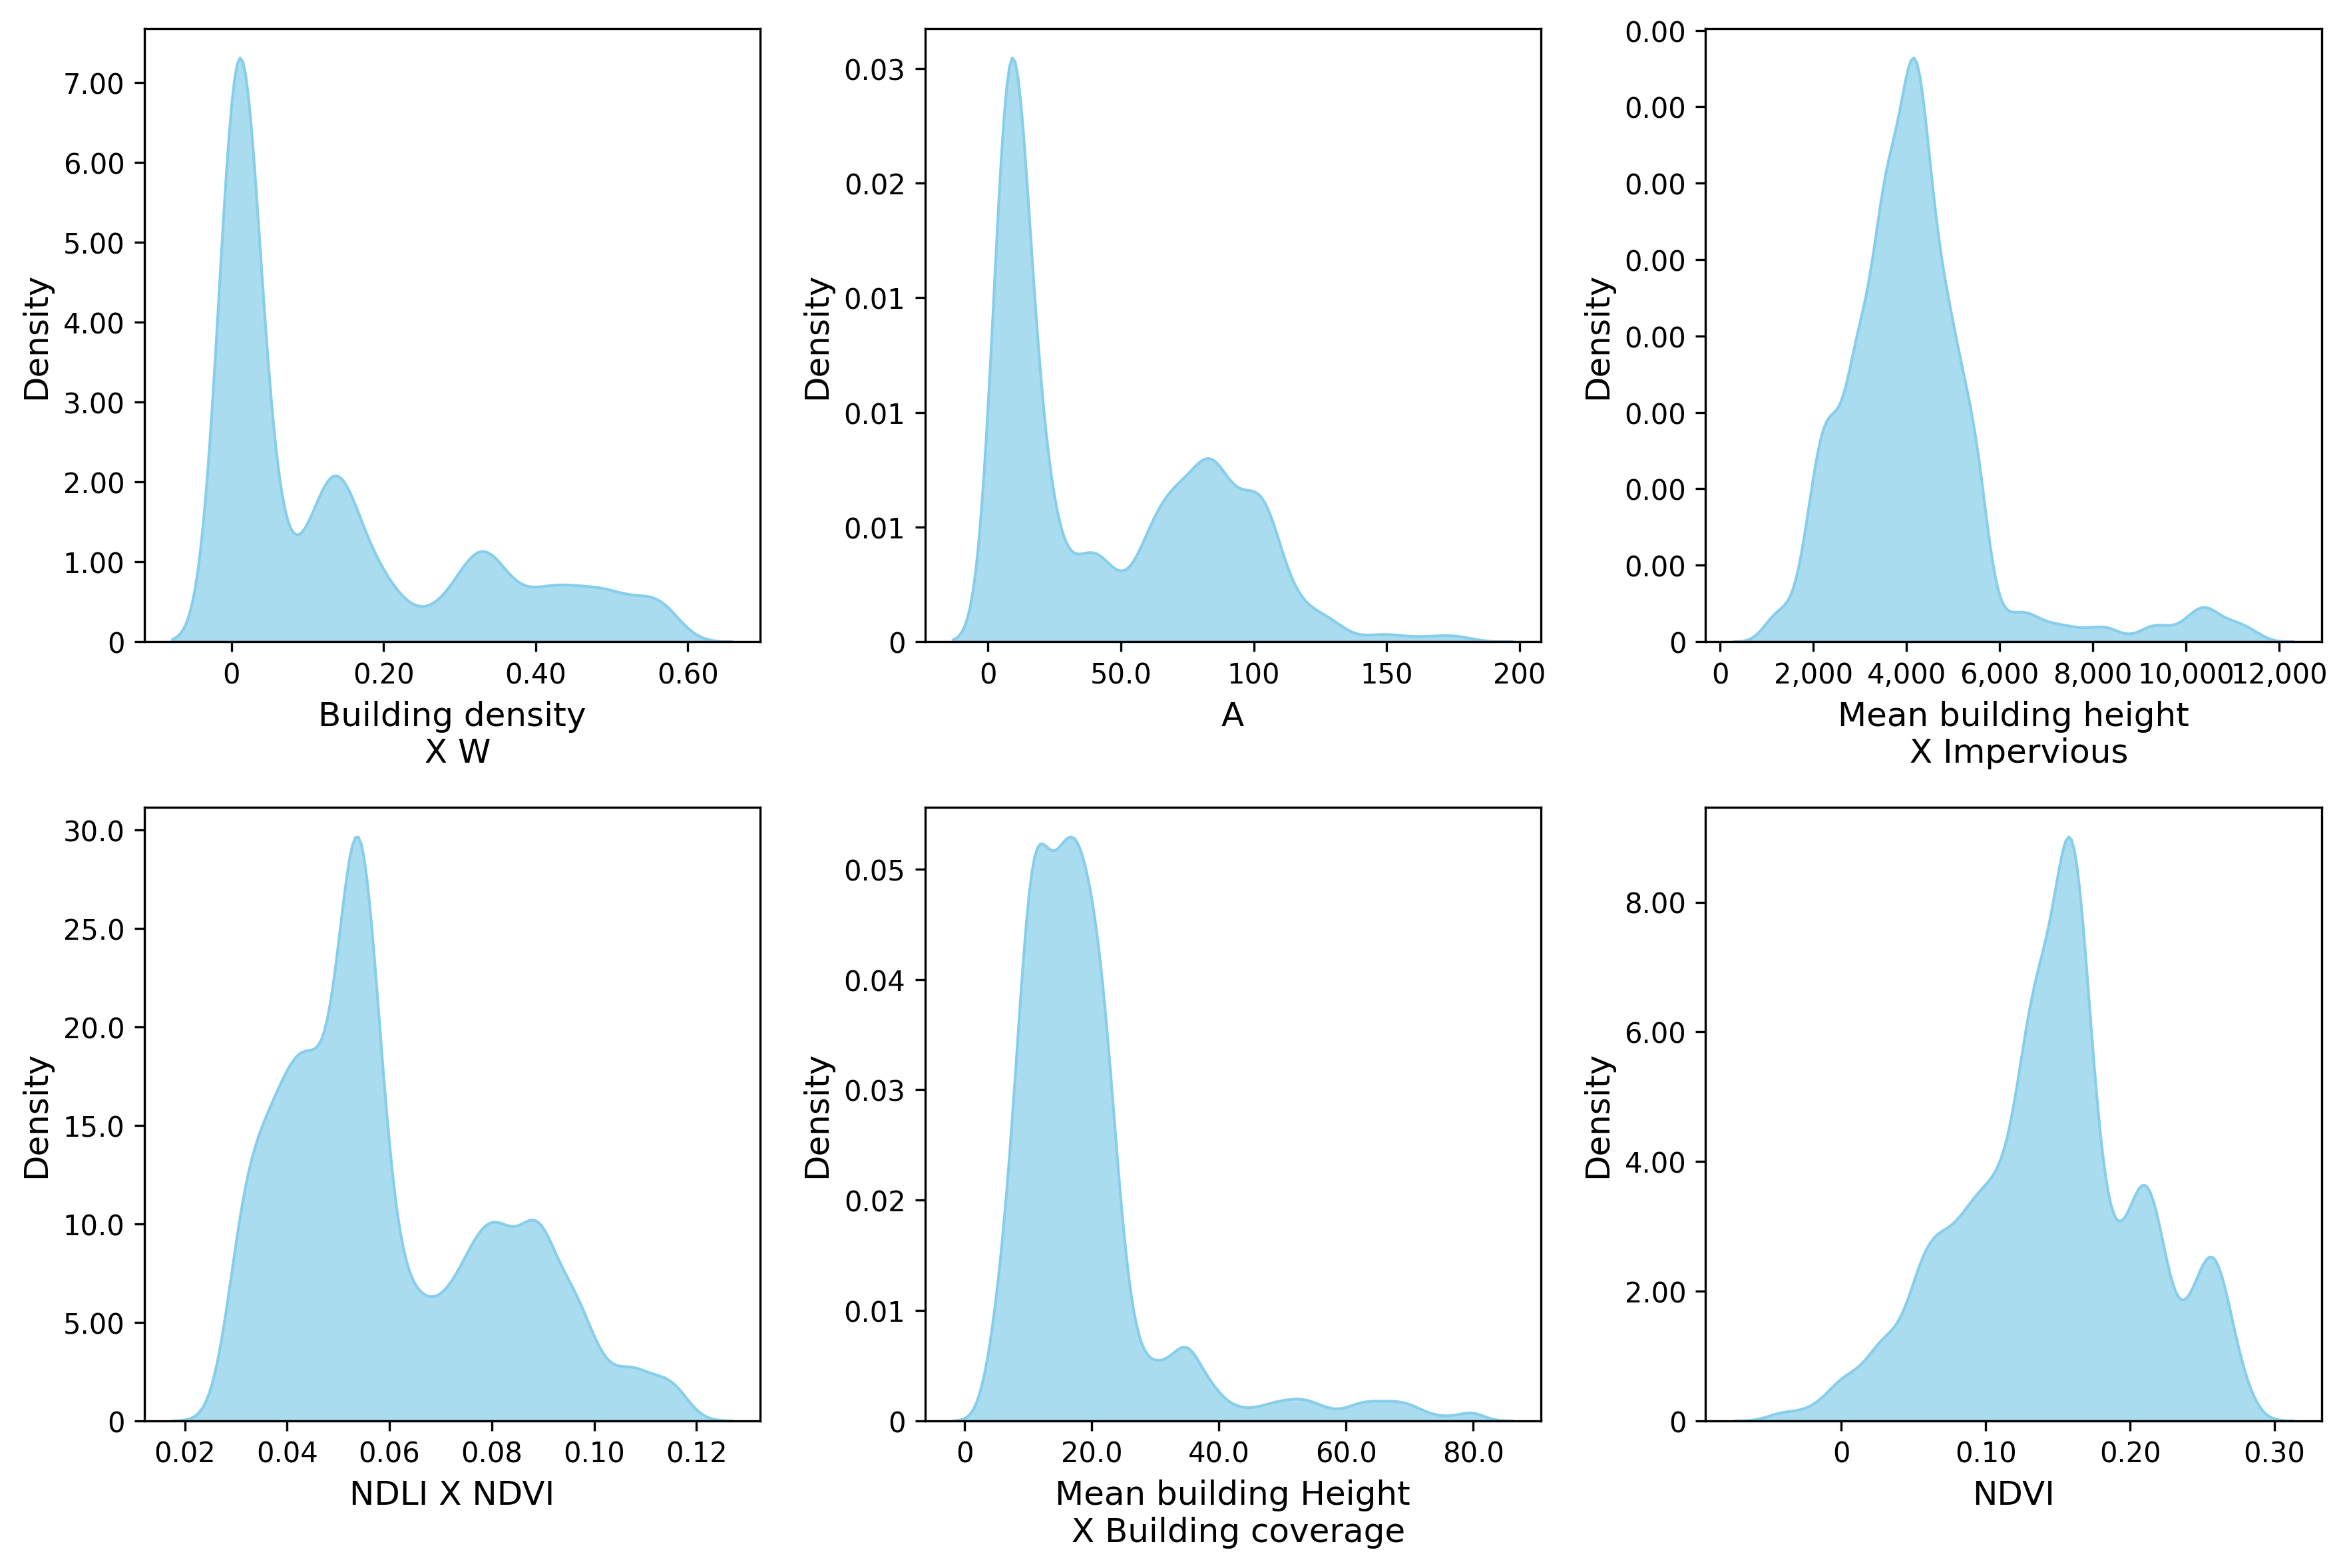 Density
7.00
6.00
5.00
4.00
3.00
2.00
1.00
0
0 0.20 0.40 0.60
Building density
X W
Density
0.03
0.02
0.01
0.01
0.01
0
0 50.0 100 150 200
A
Density
0.00
0.00
0.00
0.00
0.00
0.00
0.00
0.00
0
0 2,000 4,000 6,000 8,000 10,000 12,000
Mean building height
X Impervious
Density
30.0
25.0
20.0
15.0
10.0
5.00
0
0.02 0.04 0.06 0.08 0.10 0.12
NDLI X NDVI
Density
0.05
0.04
0.03
0.02
0.01
0
0 20.0 40.0 60.0 80.0
Mean building Height
X Building coverage
Density
8.00
6.00
4.00
2.00
0
0 0.10 0.20 0.30
NDVI